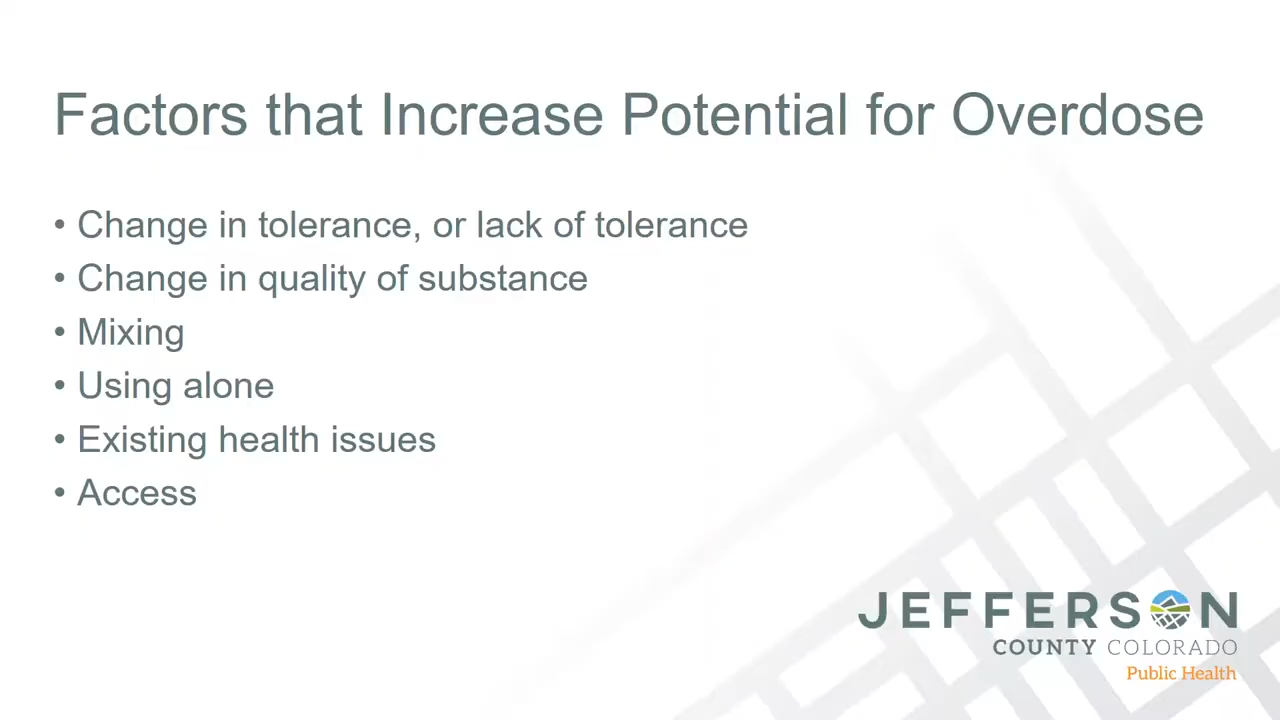 Factors that Increase Potential for Overdose
• Change in tolerance, or lack of tolerance
• Change in quality of substance
• Mixing
• Using alone
• Existing health issues
• Access
JEFFERSON
COUNTY COLORADO
Public Health